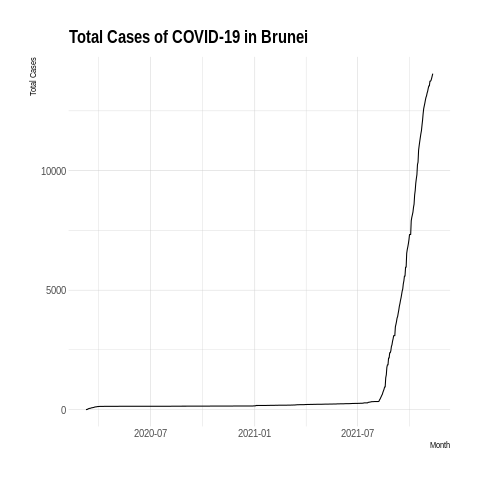 Total Cases of COVID-19 in Brunei
Total Cases
10000
5000
0
2020-07
2021-01
2021-07
Month